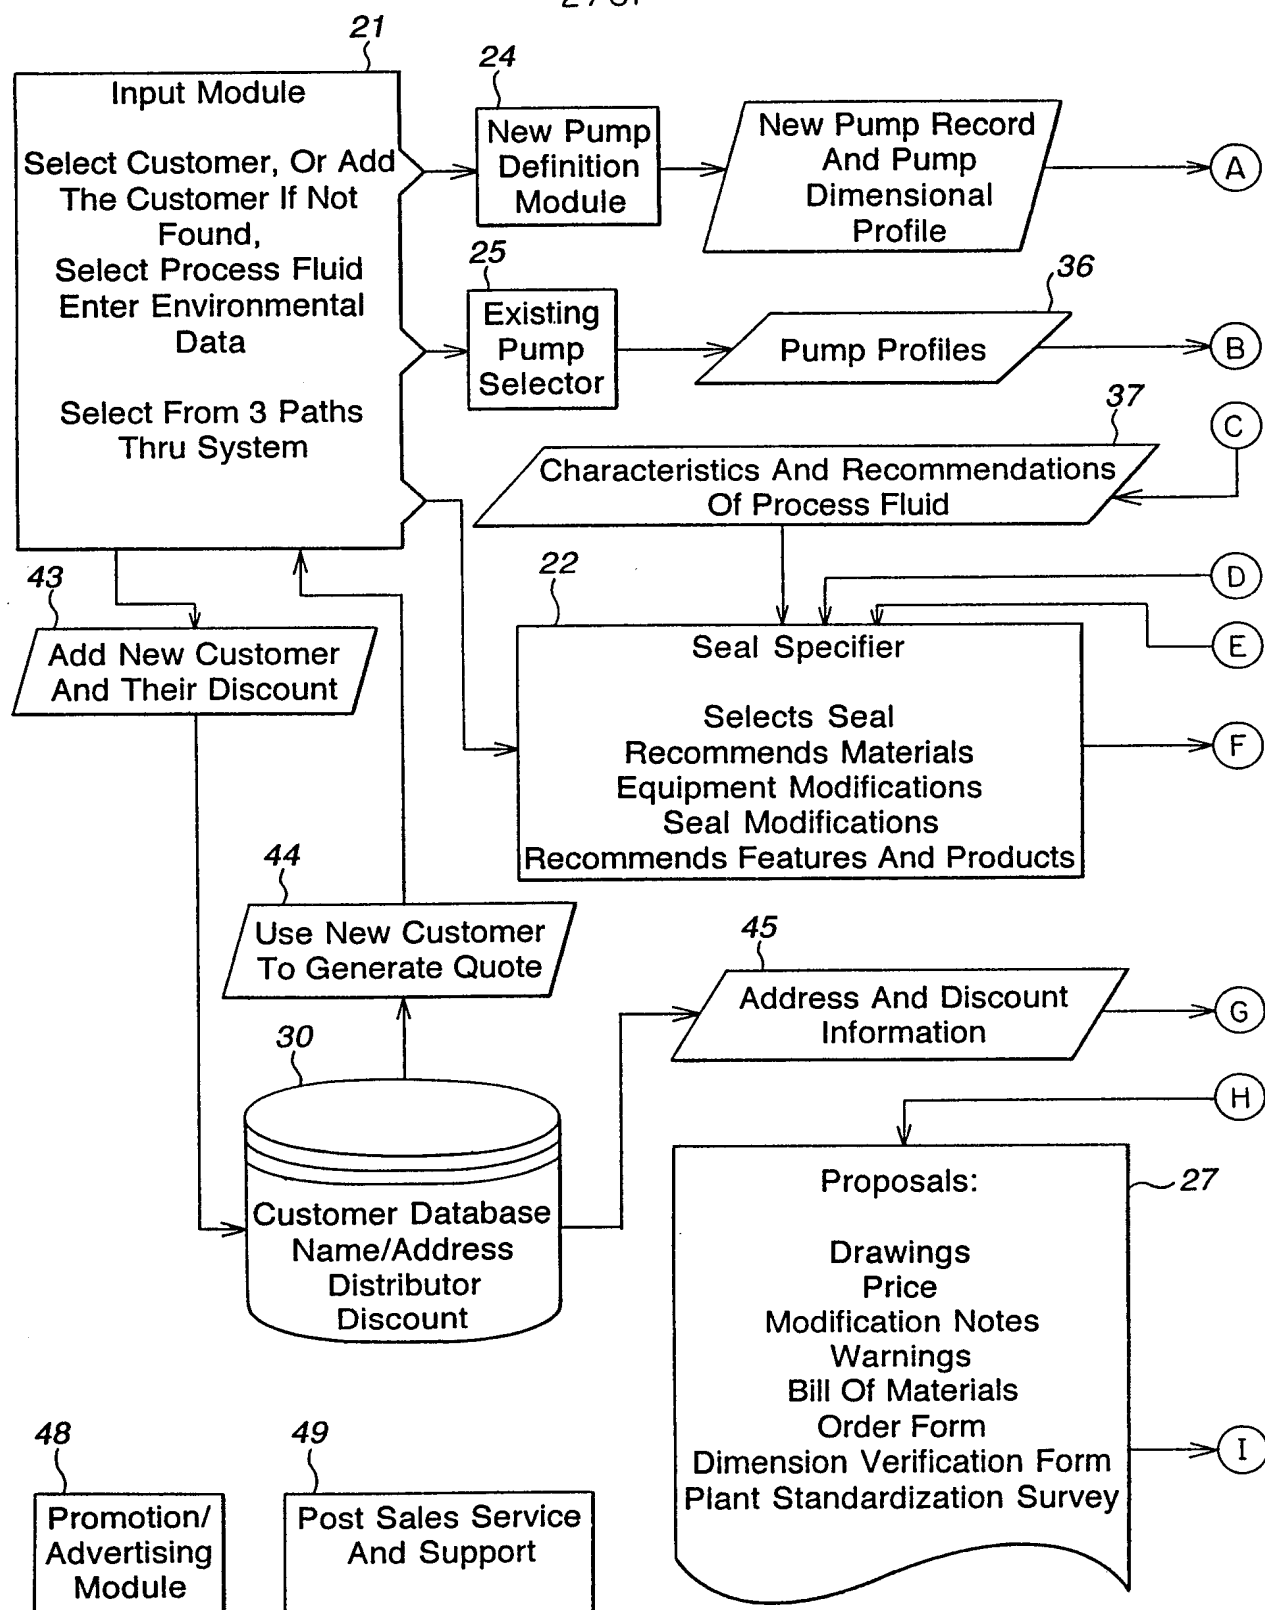 21
Input Module
Select Customer, Or Add
The Customer If Not
Found,
Select Process Fluid
Enter Environmental
Data
Select From 3 Paths
Thru System
24
New Pump
Definition
Module
New Pump Record
And Pump
Dimensional
Profile
A
25
Existing
Pump
Selector
36
Pump Profiles
B
37
Characteristics And Recommendations
Of Process Fluid
C
D
E
22
Seal Specifier
Selects Seal
Recommends Materials
Equipment Modifications
Seal Modifications
Recommends Features And Products
F
43
Add New Customer
And Their Discount
44
Use New Customer
To Generate Quote
30
Customer Database
Name/Address
Distributor
Discount
45
Address And Discount
Information
G
H
27
Proposals:
Drawings
Price
Modification Notes
Warnings
Bill Of Materials
Order Form
Dimension Verification Form
Plant Standardization Survey
I
48
Promotion/
Advertising
Module
49
Post Sales Service
And Support